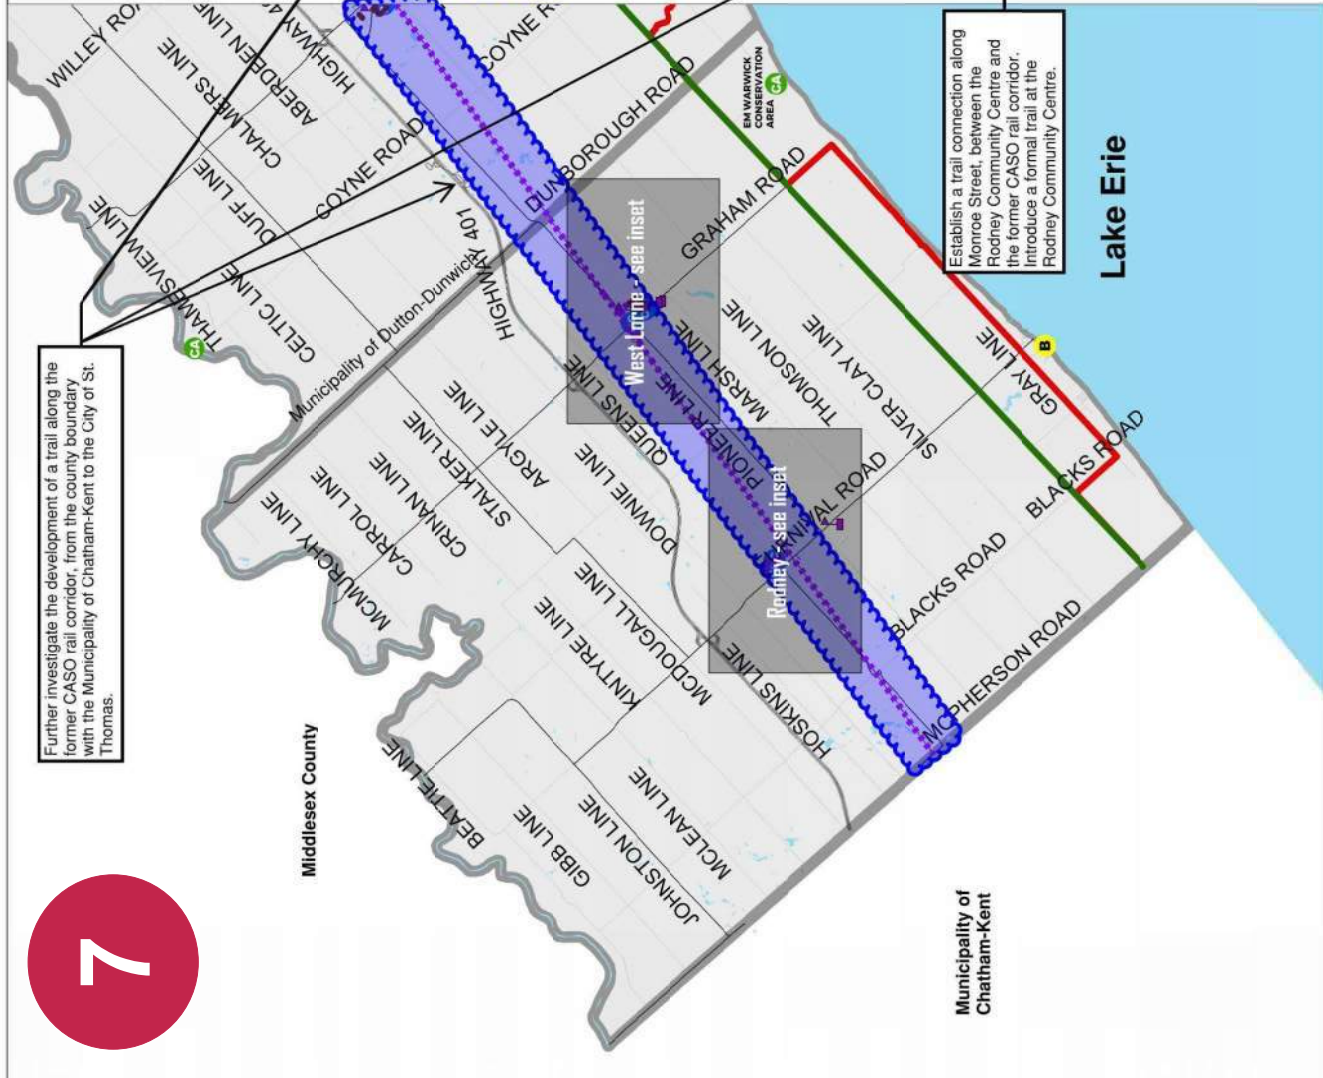 Further investigate the development of a trail along the
former CASO rail corridor, from the county boundary
with the Municipality of Chatham-Kent to the City of St.
Thomas.
7
Middlesex County
Municipality of
Chatham-Kent
Lake Erie
Establish a trail connection along
Monroe Street, between the
Rodney Community Centre and
the former CASO rail corridor.
Introduce a formal trail at the
Rodney Community Centre.
EM WARWICK
CONSERVATION
AREA
CA
CA
B
West Lorne - see inset
Rodney - see inset
Municipality of Dutton-Dunwich
CHALMERS LINE
ABERDEEN LINE
COYNE ROAD
DUNBOROUGH ROAD
THAMESVIEW LINE
DUFF LINE
COYNE ROAD
CELTIC LINE
HIGHWAY 401
GRAHAM ROAD
QUEENS LINE
PIONEER LINE
MARSH LINE
THOMSON LINE
SILVER CLAY LINE
GRAY LINE
BLACKS ROAD
BLACKS ROAD
MCPHERSON ROAD
MCMURCHY LINE
CARROL LINE
CRINAN LINE
STALKER LINE
ARGYLE LINE
DOWNIE LINE
KINTYRE LINE
MCDOUGALL LINE
HOSKINS LINE
BEATTIE LINE
GIBB LINE
JOHNSTON LINE
MCLEAN LINE